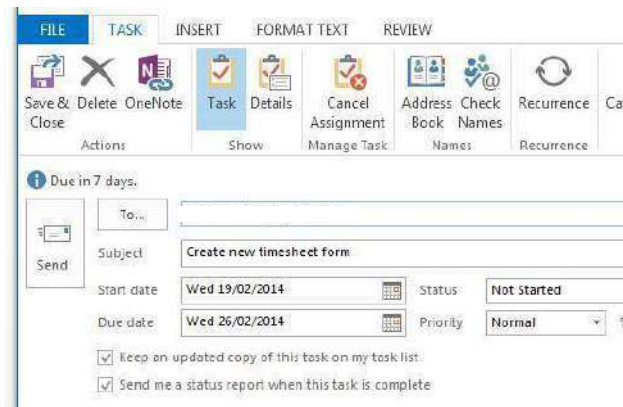 FILE TASK INSERT FORMAT TEXT REVIEW
Save & Delete OneNote Task Details Cancel Address Check Recurrence
Close Assignment Book Names
Actions Show Manage Task Names Recurrence
Due in 7 days.
To...
Send
Subject Create new timesheet form
Start date Wed 19/02/2014 Status Not Started
Due date Wed 26/02/2014 Priority Normal
Keep an updated copy of this task on my task list
Send me a status report when this task is complete